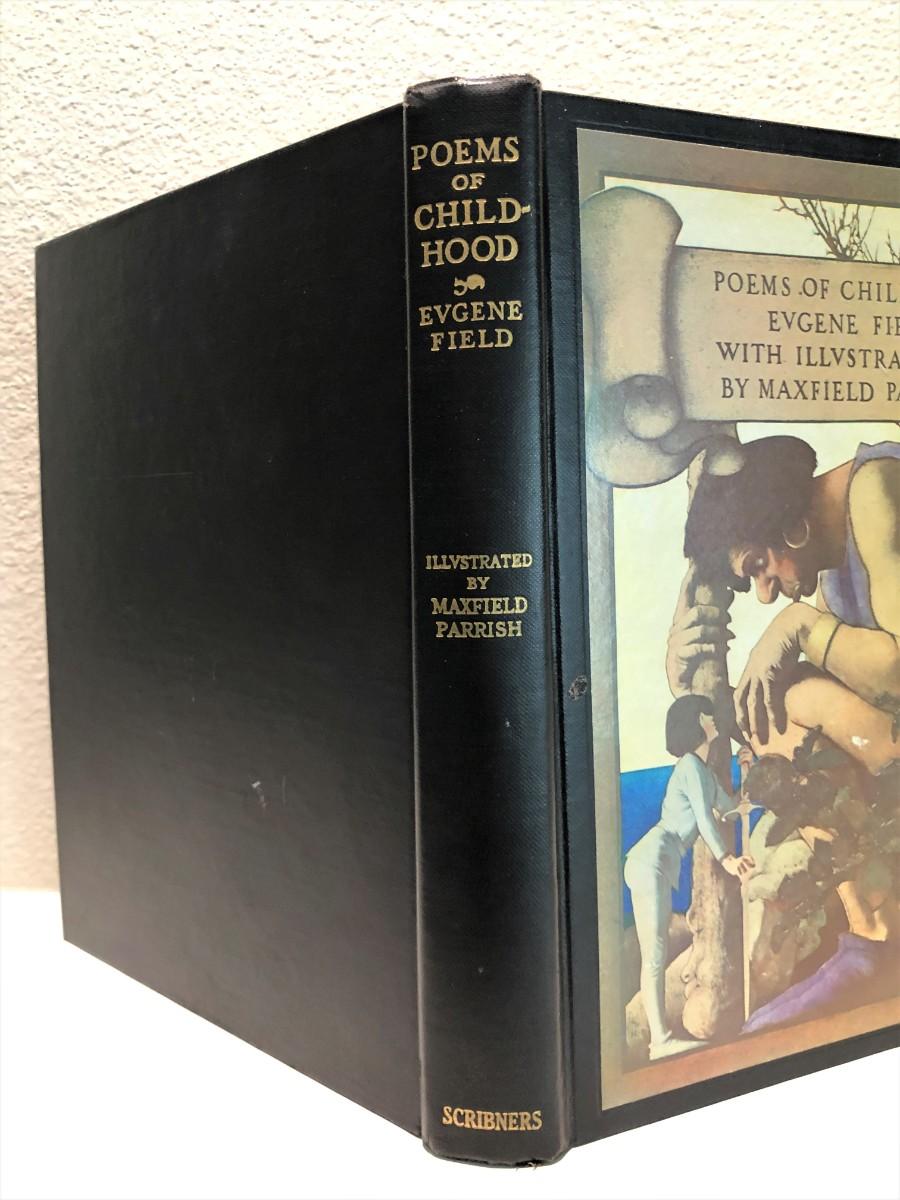 POEMS
OF
CHILD-
HOOD
EVGENE
FIELD
ILLVSTRATED
BY
MAXFIELD
PARRISH
SCRIBNERS
POEMS OF CHIL
EVGENE FIE
WITH ILLVSTRA
BY MAXFIELD PA